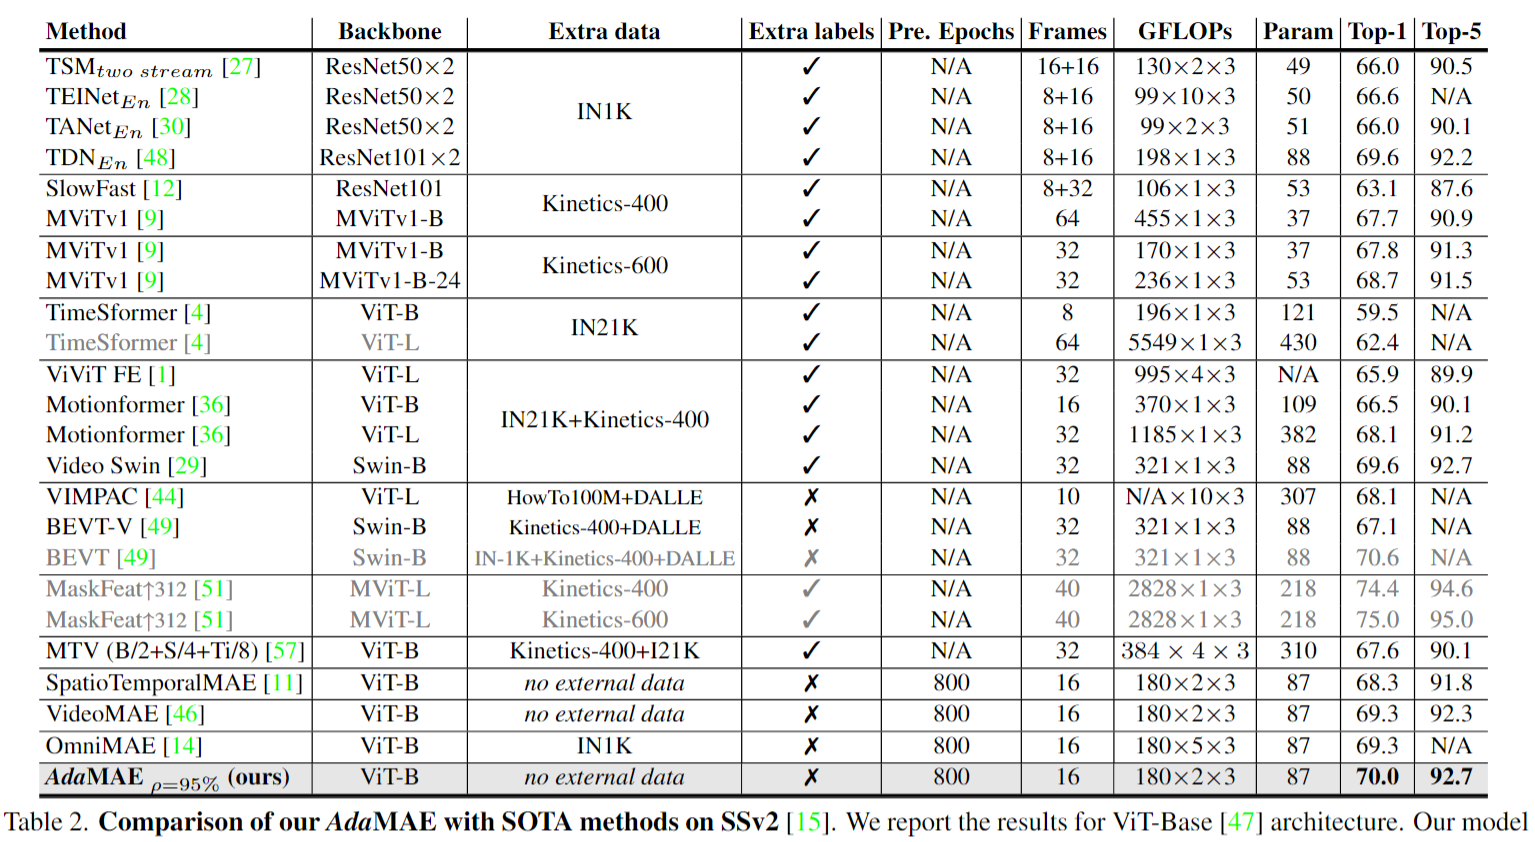 Method Backbone Extra data Extra labels Pre. Epochs Frames GFLOPs Param Top-1 Top-5
TSMtwo stream [27] ResNet50×2 IN1K ✓ N/A 16+16 130×2×3 49 66.0 90.5
TEINetEn [28] ResNet50×2 ✓ N/A 8+16 99×10×3 50 66.6 N/A
TANetEn [30] ResNet50×2 ✓ N/A 8+16 99×2×3 51 66.0 90.1
TDNEn [48] ResNet101×2 ✓ N/A 8+16 198×1×3 88 69.6 92.2
SlowFast [12] ResNet101 Kinetics-400 ✓ N/A 8+32 106×1×3 53 63.1 87.6
MViTv1 [9] MViTv1-B ✓ N/A 64 455×1×3 37 67.7 90.9
MViTv1 [9] MViTv1-B Kinetics-600 ✓ N/A 32 170×1×3 37 67.8 91.3
MViTv1 [9] MViTv1-B-24 ✓ N/A 32 236×1×3 53 68.7 91.5
TimeSformer [4] ViT-B IN21K ✓ N/A 8 196×1×3 121 59.5 N/A
TimeSformer [4] ViT-L ✓ N/A 64 5549×1×3 430 62.4 N/A
ViViT FE [1] ViT-L IN21K+Kinetics-400 ✓ N/A 32 995×4×3 N/A 65.9 89.9
Motionformer [36] ViT-B ✓ N/A 16 370×1×3 109 66.5 90.1
Motionformer [36] ViT-L ✓ N/A 32 1185×1×3 382 68.1 91.2
Video Swin [29] Swin-B ✓ N/A 32 321×1×3 88 69.6 92.7
VIMPAC [44] ViT-L HowTo100M+DALLE ✗ N/A 10 N/A×10×3 307 68.1 N/A
BEVT-V [49] Swin-B Kinetics-400+DALLE ✗ N/A 32 321×1×3 88 67.1 N/A
BEVT [49] Swin-B IN-1K+Kinetics-400+DALLE ✗ N/A 32 321×1×3 88 70.6 N/A
MaskFeat↑312 [51] MViT-L Kinetics-400 ✓ N/A 40 2828×1×3 218 74.4 94.6
MaskFeat↑312 [51] MViT-L Kinetics-600 ✓ N/A 40 2828×1×3 218 75.0 95.0
MTV (B/2+S/4+Ti/8) [57] ViT-B Kinetics-400+I21K ✓ N/A 32 384 × 4 × 3 310 67.6 90.1
SpatioTemporalMAE [11] ViT-B no external data ✗ 800 16 180×2×3 87 68.3 91.8
VideoMAE [46] ViT-B no external data ✗ 800 16 180×2×3 87 69.3 92.3
OmniMAE [14] ViT-B IN1K ✗ 800 16 180×5×3 87 69.3 N/A
AdaMAE ρ=95% (ours) ViT-B no external data ✗ 800 16 180×2×3 87 70.0 92.7
Table 2. Comparison of our AdaMAE with SOTA methods on SSv2 [15]. We report the results for ViT-Base [47] architecture. Our model